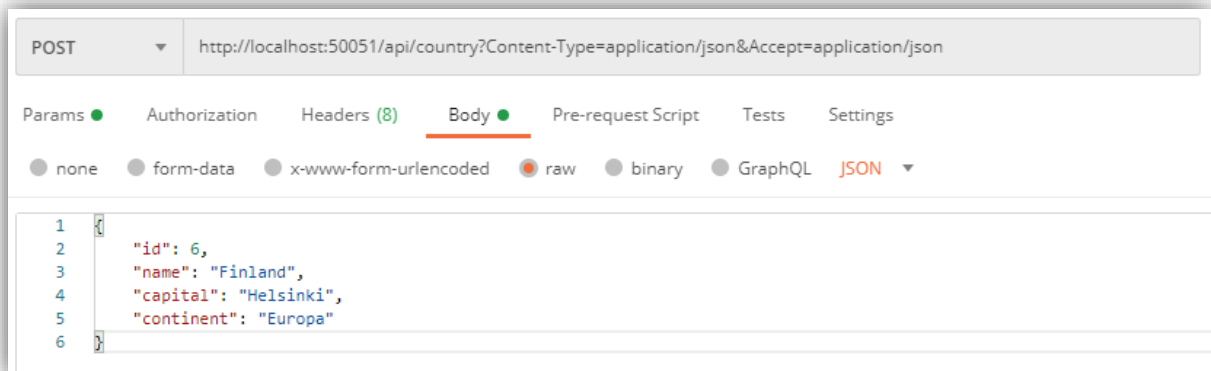 POST http://localhost:50051/api/country?Content-Type=application/json&Accept=application/json
Params Authorization Headers (8) Body Pre-request Script Tests Settings
none form-data x-www-form-urlencoded raw binary GraphQL JSON
1 {
2 "id": 6,
3 "name": "Finland",
4 "capital": "Helsinki",
5 "continent": "Europa"
6 }